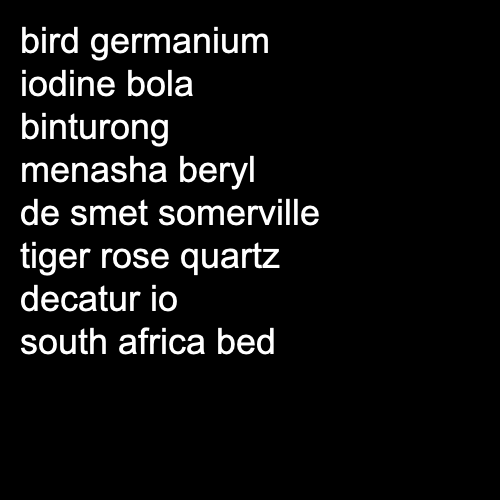 bird germanium
iodine bola
binturong
menasha beryl
de smet somerville
tiger rose quartz
decatur io
south africa bed